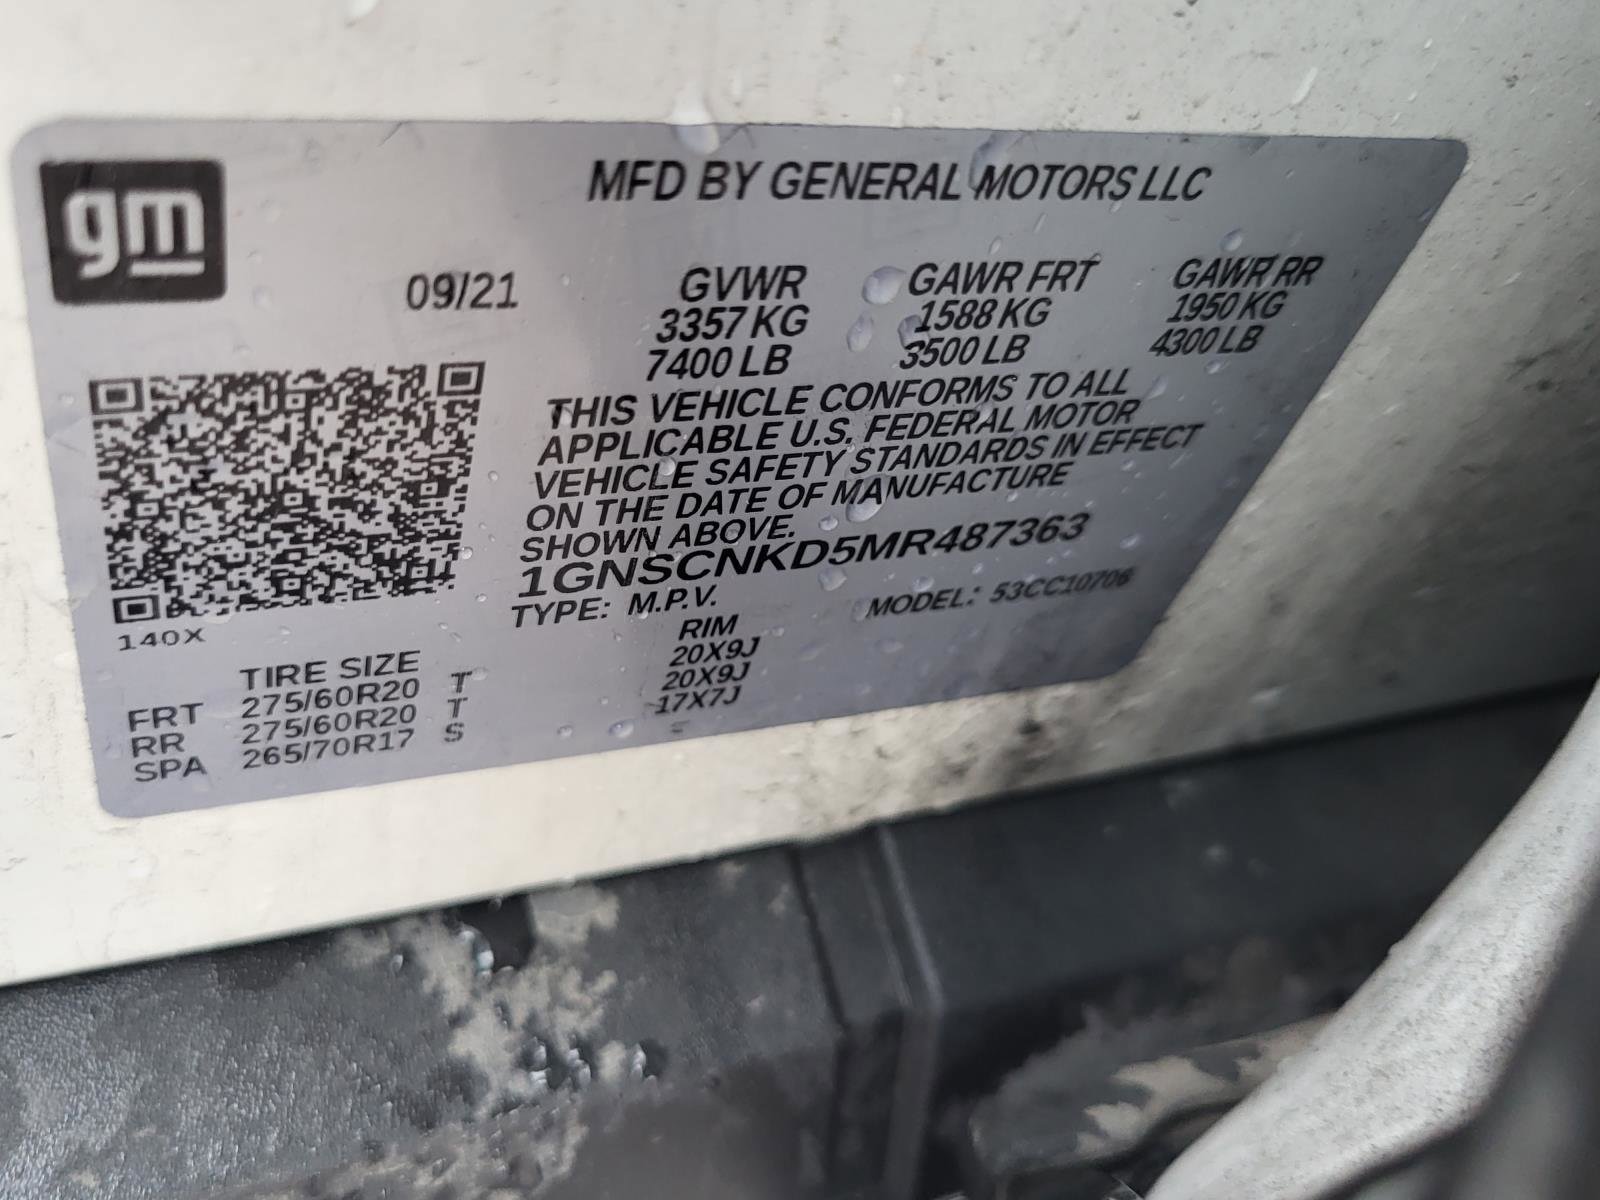 gm
MFD BY GENERAL MOTORS LLC
09/21
GVWR GAWR FRT GAWR RR
3357 KG 1588 KG 1950 KG
7400 LB 3500 LB 4300 LB
THIS VEHICLE CONFORMS TO ALL
APPLICABLE U.S. FEDERAL MOTOR
VEHICLE SAFETY STANDARDS IN EFFECT
ON THE DATE OF MANUFACTURE
SHOWN ABOVE.
1GNSCNKD5MR487363
TYPE: M.P.V. MODEL: 53CC10706
140X
TIRE SIZE RIM
FRT 275/60R20 T 20X9J
RR 275/60R20 T 20X9J
SPA 265/70R17 S 17X7J